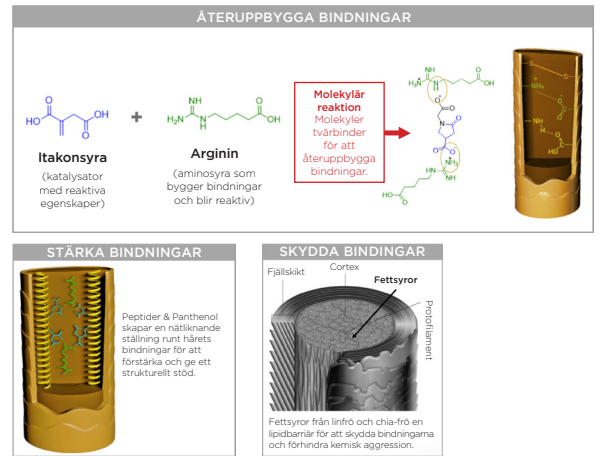 ÅTERUPPBYGGA BINDNINGAR
HO
O
O
OH
Itakonsyra
(katalysator
med reaktiva
egenskaper)
+
NH
H₂N
N
H
O
OH
Arginin
(aminosyra som
bygger bindningar
och blir reaktiv)
Molekylär
reaktion
Molekyler
tvärbinder
för att
återuppbygga
bindningar.
STÄRKA BINDNINGAR
Peptider & Panthenol
skapar en nätliknande
ställning runt hårets
bindningar för att
förstärka och ge ett
strukturellt stöd.
SKYDDA BINDINGAR
Fjällskikt
Cortex
Fettsyror
Protofilament
Fettsyror från linfrö och chia-frö en
lipidbarriär för att skydda bindningarna
och förhindra kemisk aggression.